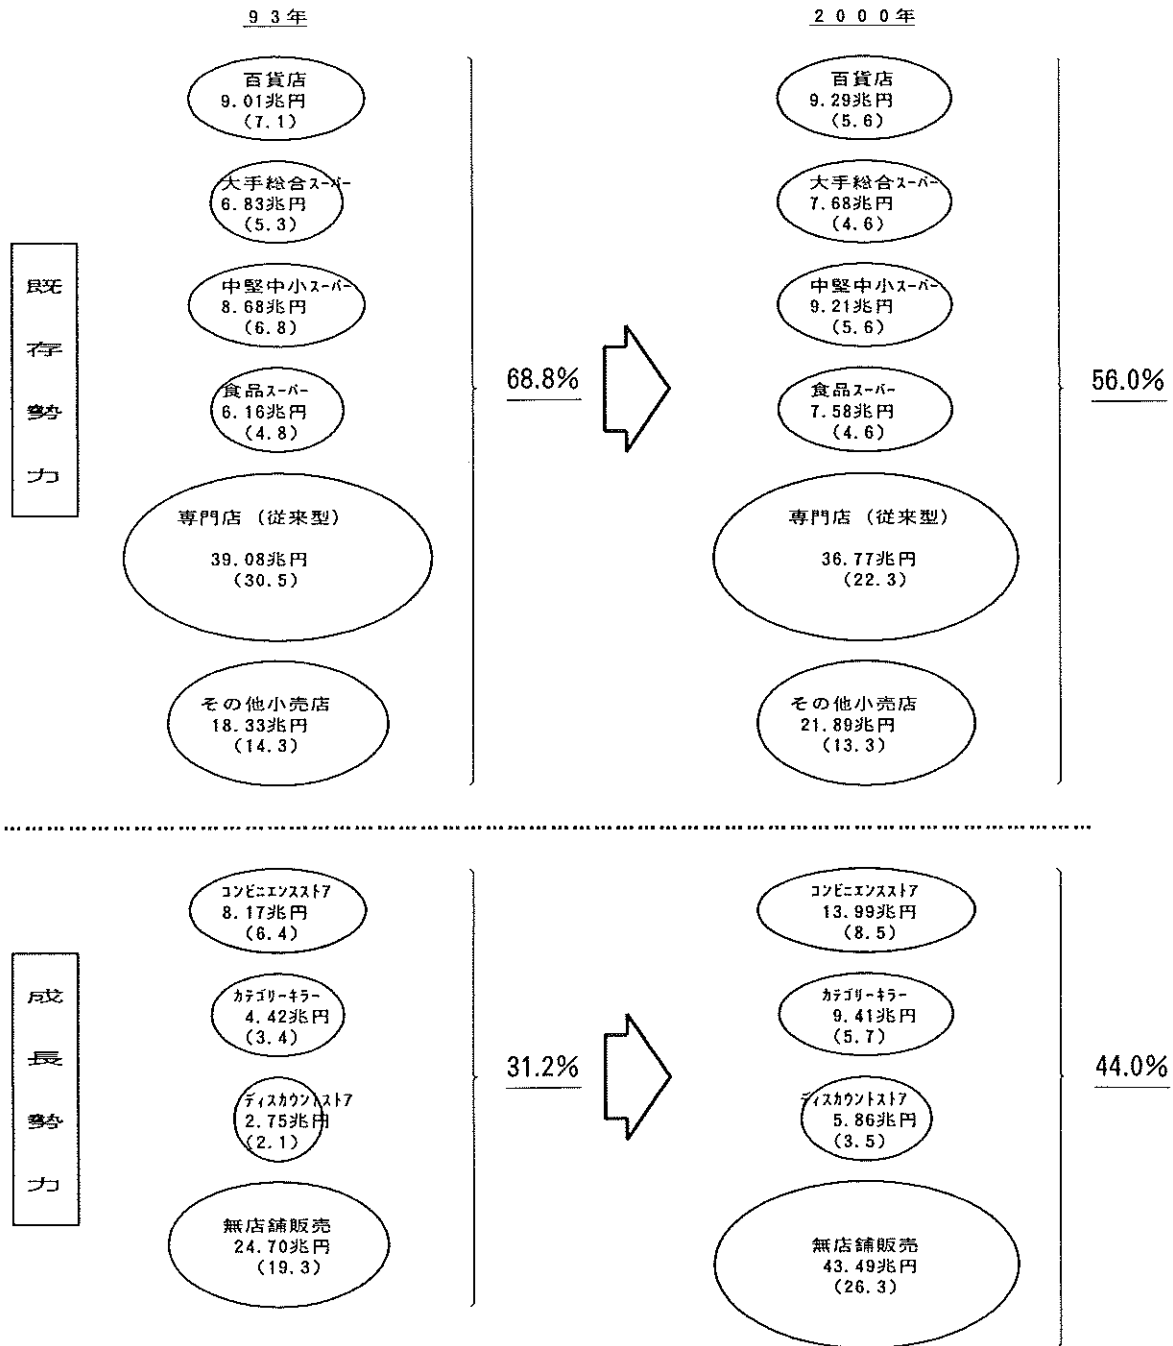 93年
2000年
既存勢力
百貨店
9.01兆円
(7.1)
大手総合スーパー
6.83兆円
(5.3)
中堅中小スーパー
8.68兆円
(6.8)
食品スーパー
6.16兆円
(4.8)
専門店（従来型）
39.08兆円
(30.5)
その他小売店
18.33兆円
(14.3)
68.8%
百貨店
9.29兆円
(5.6)
大手総合スーパー
7.68兆円
(4.6)
中堅中小スーパー
9.21兆円
(5.6)
食品スーパー
7.58兆円
(4.6)
専門店（従来型）
36.77兆円
(22.3)
その他小売店
21.89兆円
(13.3)
56.0%
成長勢力
コンビニエンスストア
8.17兆円
(6.4)
カテゴリーキラー
4.42兆円
(3.4)
ディスカウントストア
2.75兆円
(2.1)
無店舗販売
24.70兆円
(19.3)
31.2%
コンビニエンスストア
13.99兆円
(8.5)
カテゴリーキラー
9.41兆円
(5.7)
ディスカウントストア
5.86兆円
(3.5)
無店舗販売
43.49兆円
(26.3)
44.0%